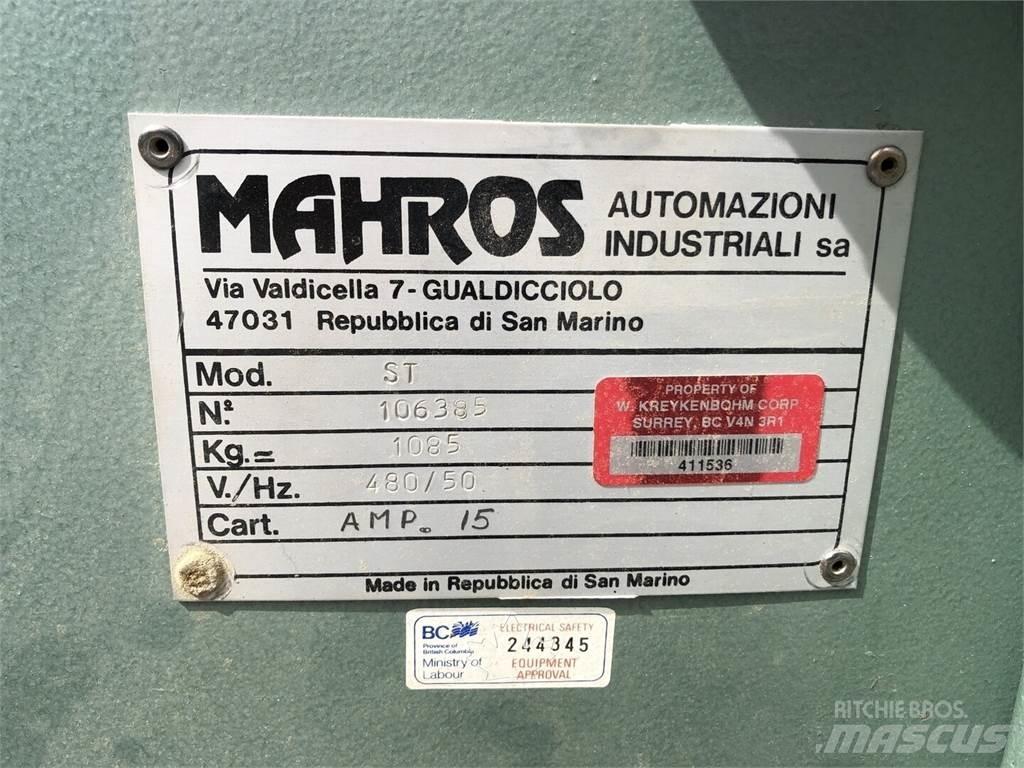 MAHROS AUTOMAZIONI
INDUSTRIALI sa
Via Valdicella 7-GUALDICCIOLO
47031 Repubblica di San Marino
Mod. ST
Nº. 106385
Kg.≃ 1085
V./Hz. 480/50
Cart. AMP. 15
PROPERTY OF
W. KREYKENBOHM CORP
SURREY, BC V4N 3R1
411536
Made in Repubblica di San Marino
BC
Province of
British Columbia
Ministry of
Labour
ELECTRICAL SAFETY
244345
EQUIPMENT
APPROVAL
RITCHIE BROS.
MASCUS